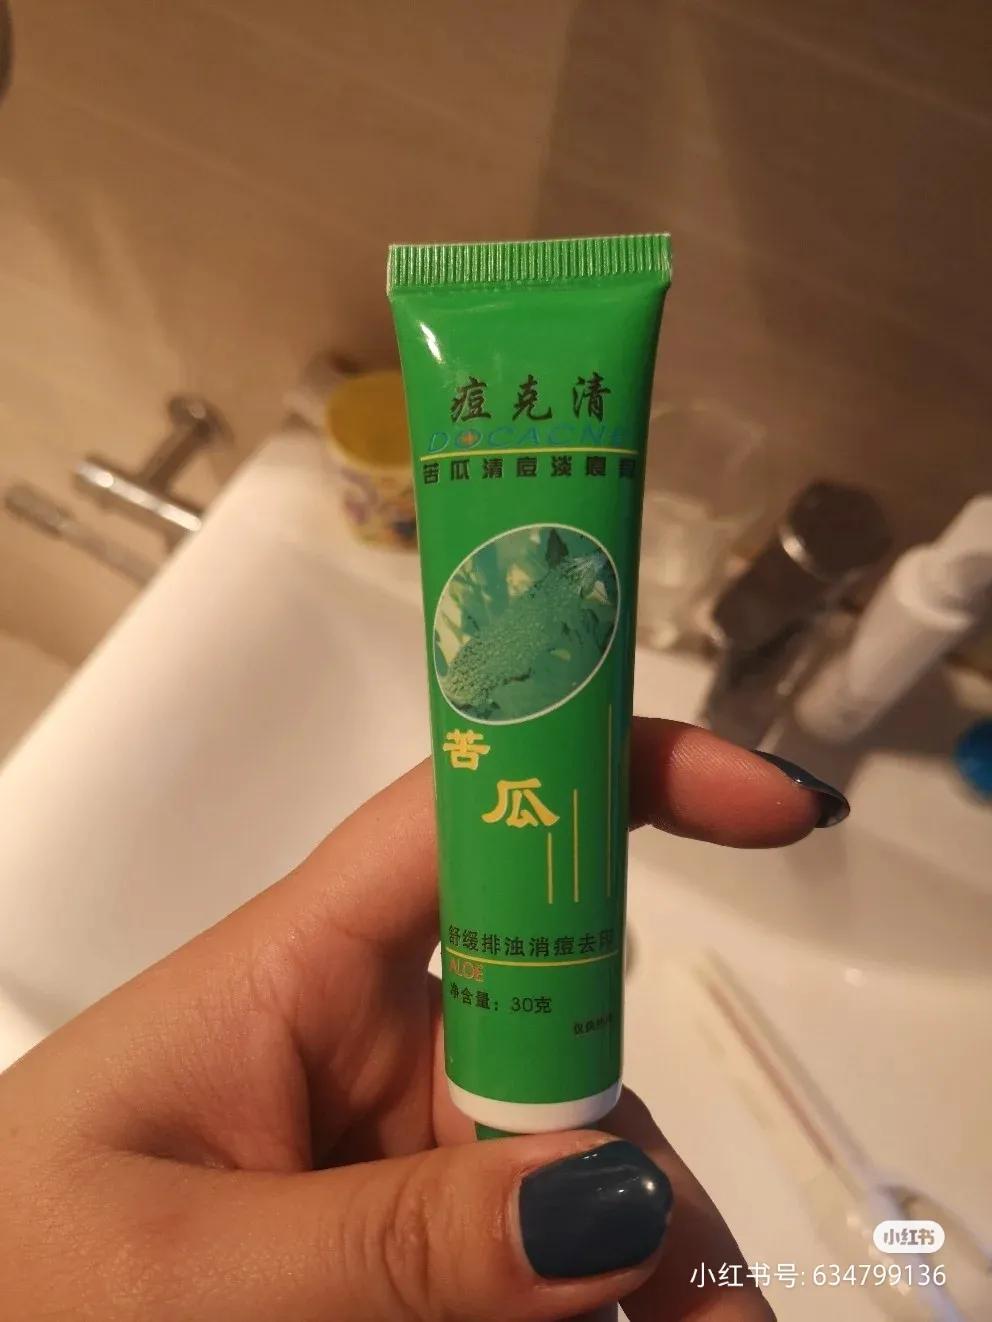 痘克清
DOCACNE
苦瓜清痘淡痕
苦
瓜
舒缓排浊消痘去印
ALOE
净含量：30克
小红书
小红书号: 634799136